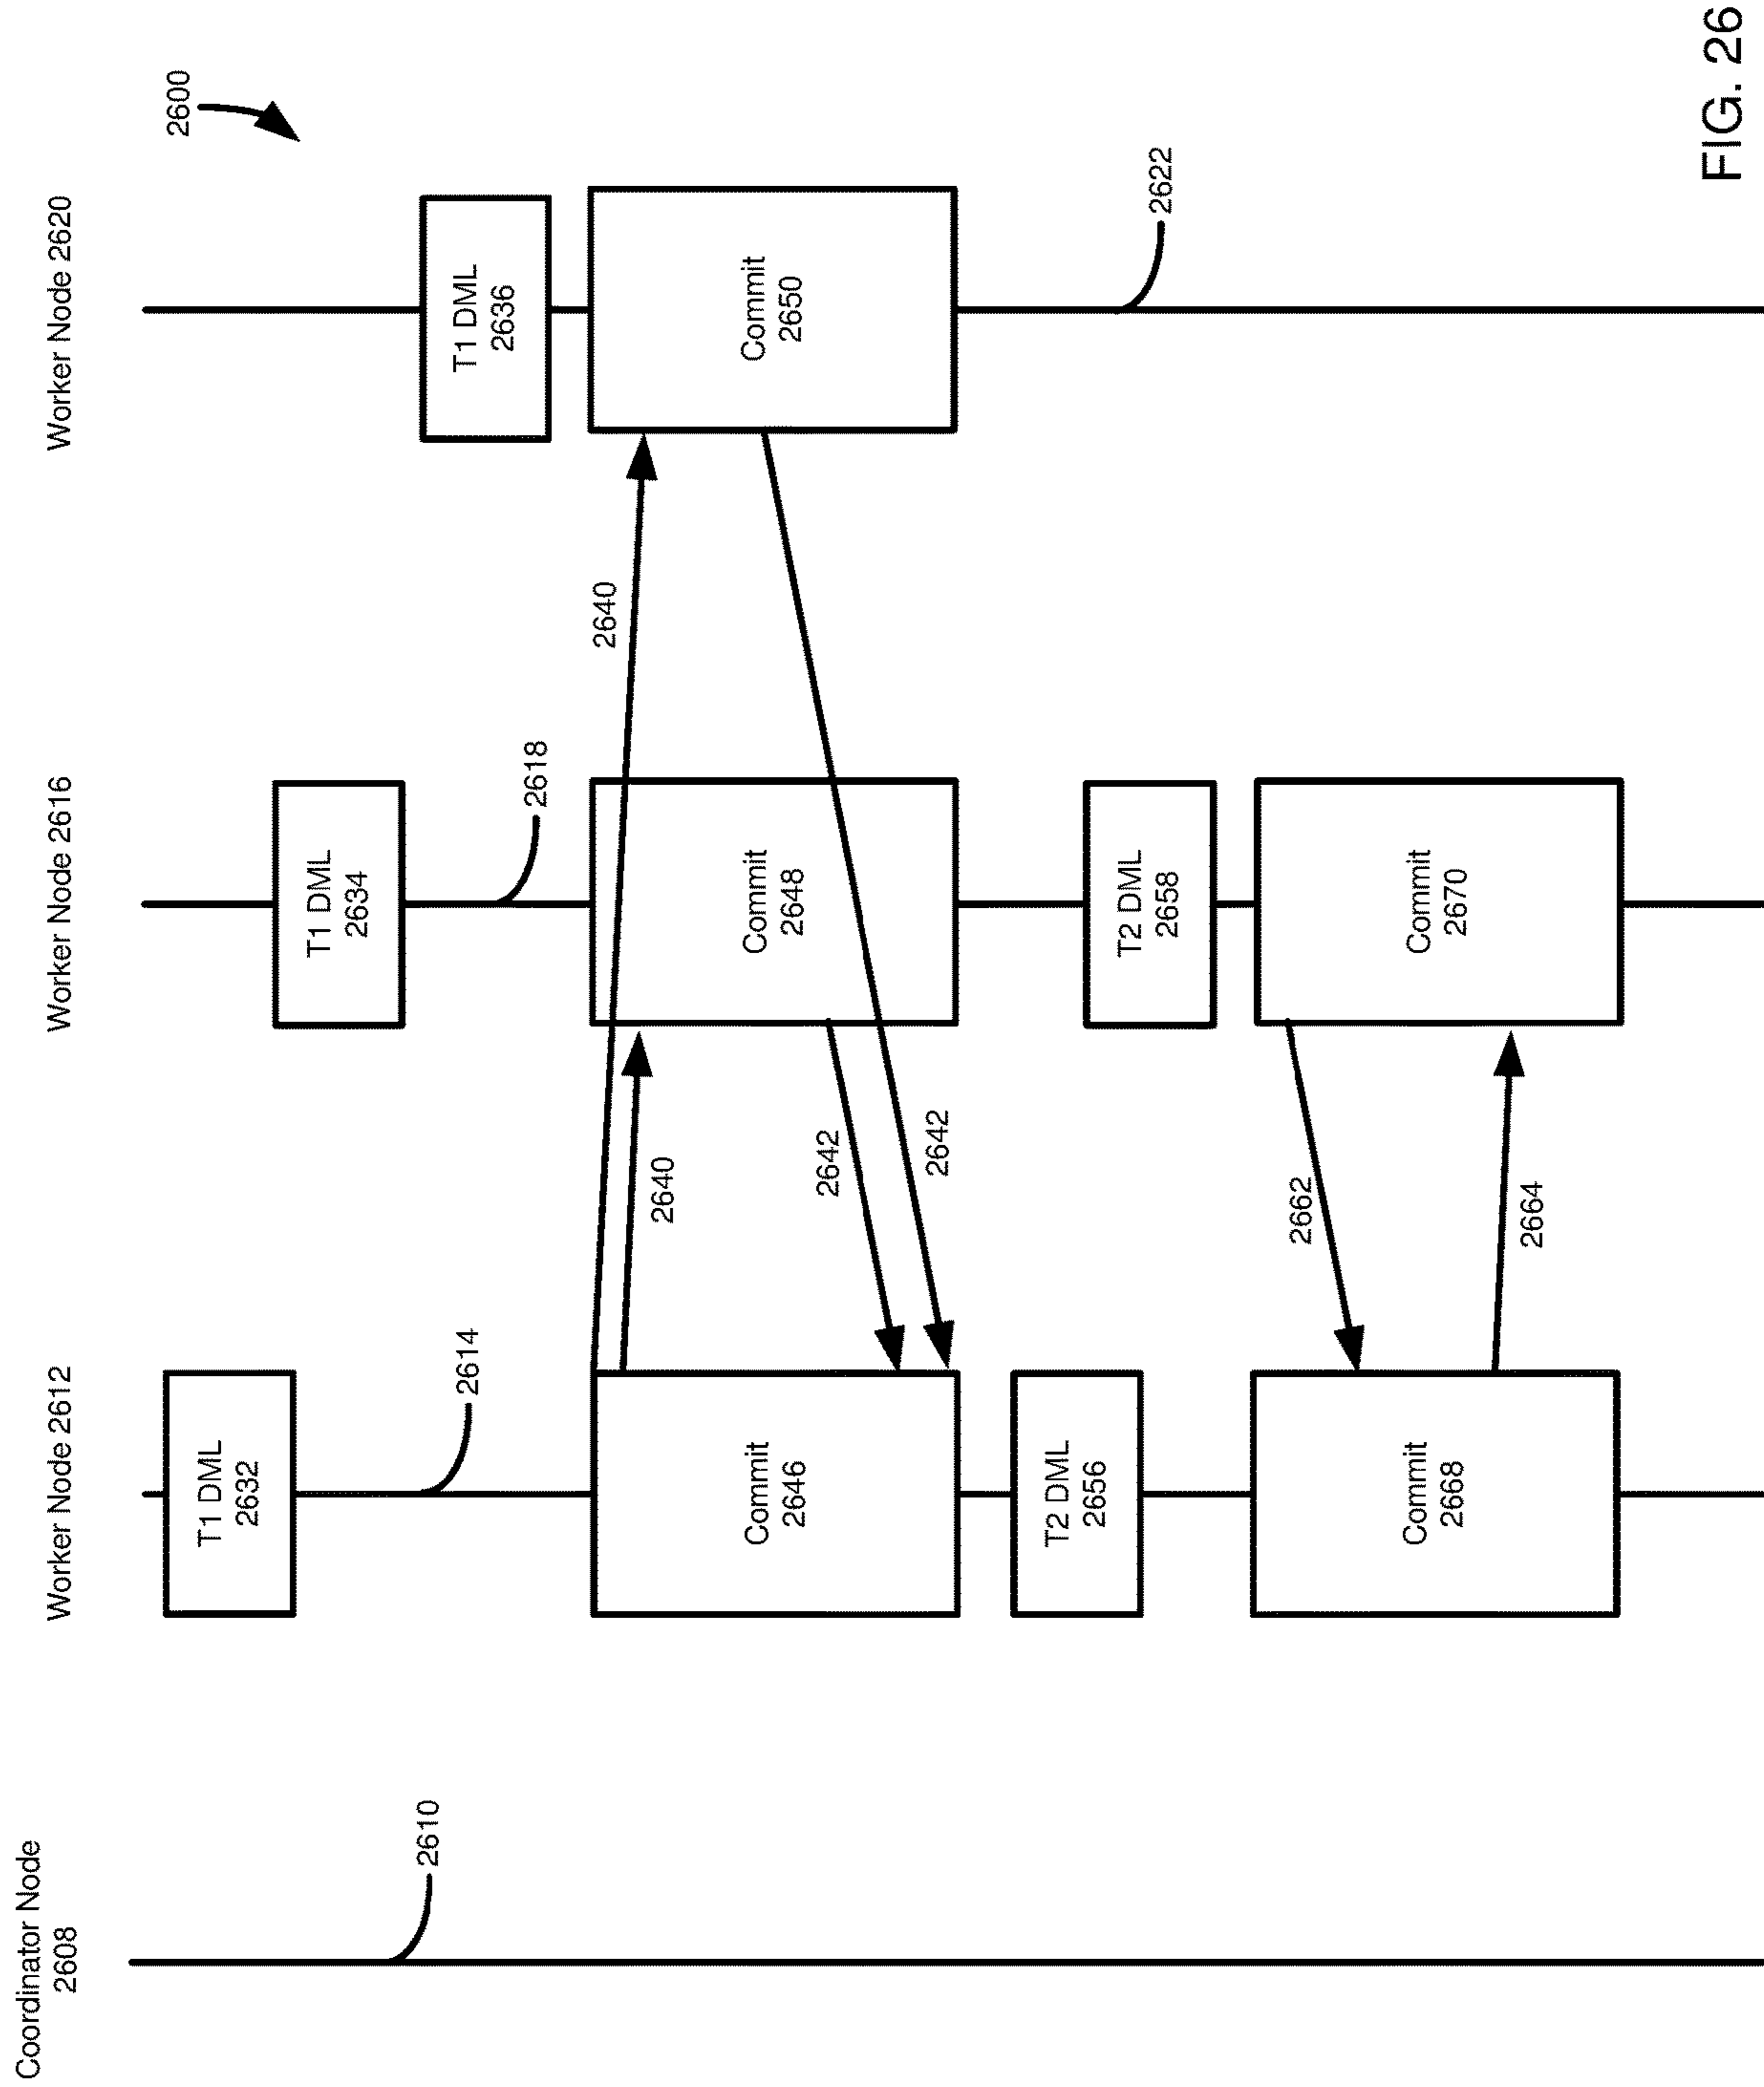 2600
Coordinator Node
2608
Worker Node 2612
Worker Node 2616
Worker Node 2620
2610
T1 DML
2632
2614
T1 DML
2634
2618
T1 DML
2636
2640
2640
Commit
2646
Commit
2648
Commit
2650
2642
2642
2622
T2 DML
2656
T2 DML
2658
2662
2664
Commit
2668
Commit
2670
FIG. 26